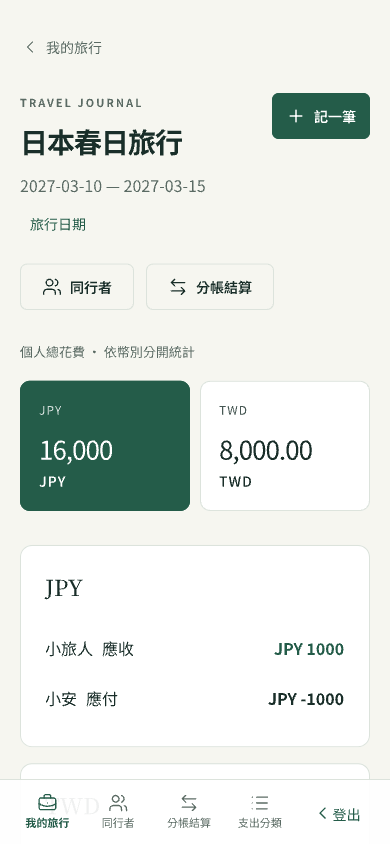 我的旅行
TRAVEL JOURNAL
日本春日旅行
記一筆
2027-03-10 — 2027-03-15
旅行日期
同行者
分帳結算
個人總花費 · 依幣別分開統計
JPY
16,000
JPY
TWD
8,000.00
TWD
JPY
小旅人 應收
JPY 1000
小安 應付
JPY -1000
TWD
我的旅行
同行者
分帳結算
支出分類
登出